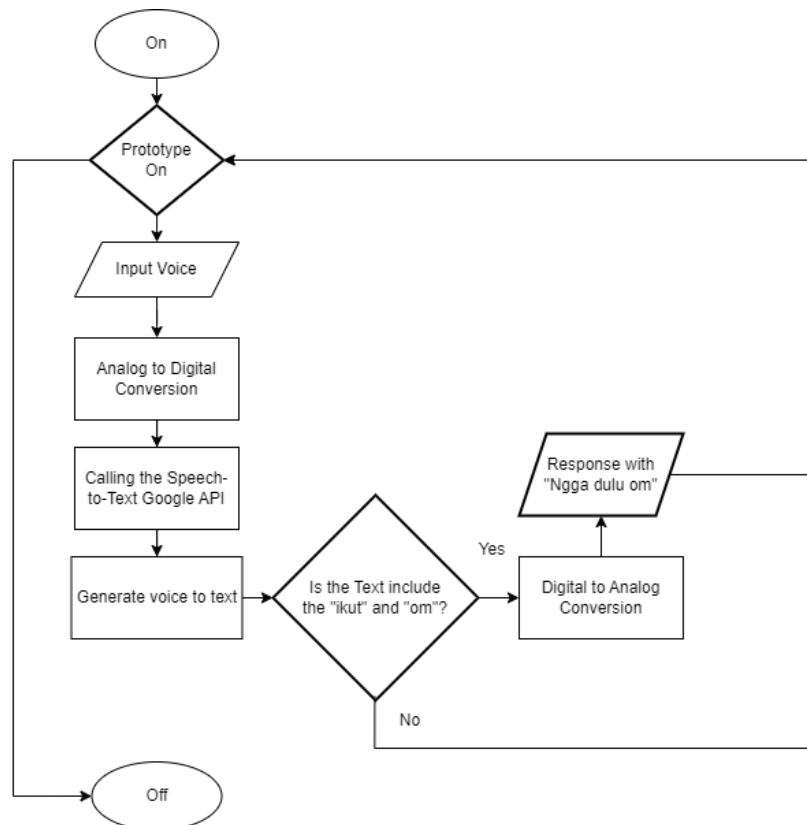 On
Prototype
On
Input Voice
Analog to Digital
Conversion
Calling the Speech-
to-Text Google API
Generate voice to text
Is the Text include
the "ikut" and "om"?
Yes
No
Digital to Analog
Conversion
Response with
"Ngga dulu om"
Off